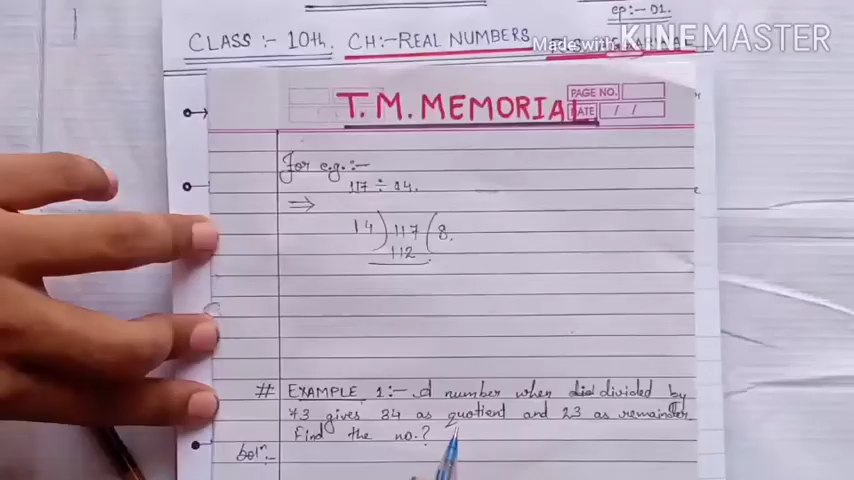 ep:- 01.
CLASS :- 10th. CH:- REAL NUMBERS
Made with KINEMASTER
T.M. MEMORIAL
PAGE NO.
DATE / /
For e.g. :-
117 ÷ 14.
⇒
14 ) 117 ( 8.
112
# EXAMPLE 1:- A number when did divided by
73 gives 34 as quotient and 23 as remainder
Find the no.?
Solⁿ:-